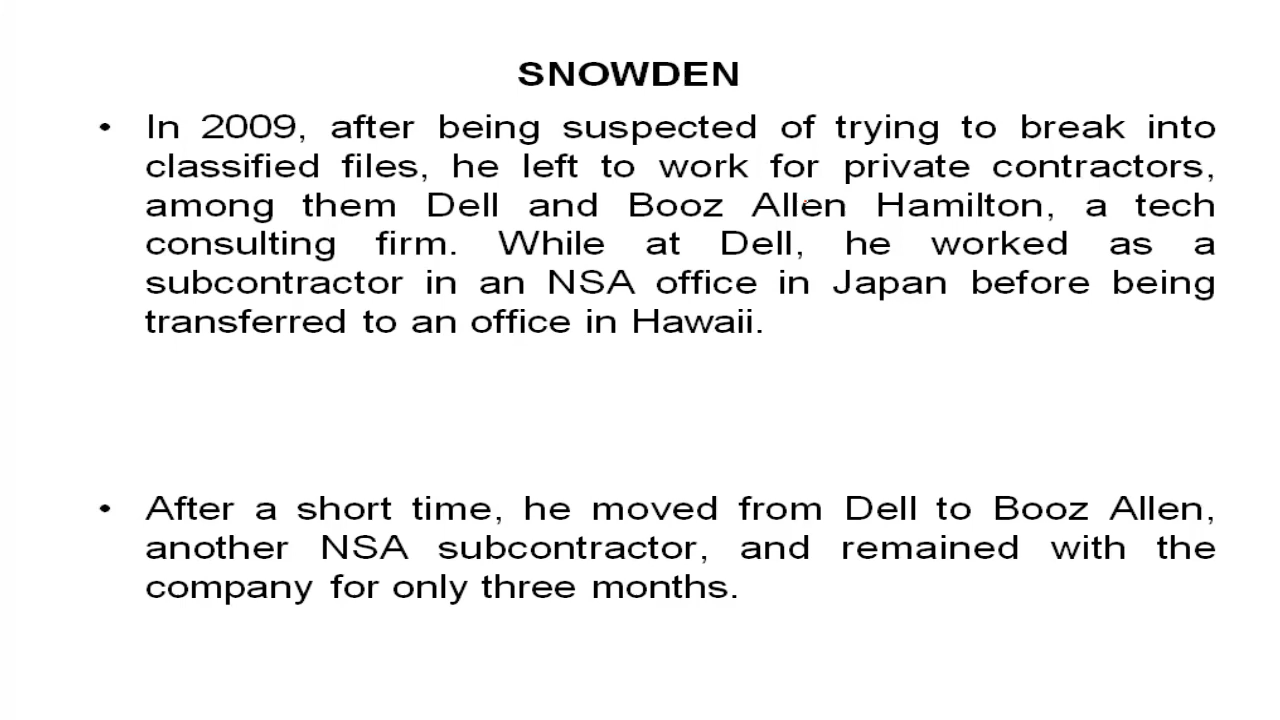 SNOWDEN
• In 2009, after being suspected of trying to break into
classified files, he left to work for private contractors,
among them Dell and Booz Allen Hamilton, a tech
consulting firm. While at Dell, he worked as a
subcontractor in an NSA office in Japan before being
transferred to an office in Hawaii.
• After a short time, he moved from Dell to Booz Allen,
another NSA subcontractor, and remained with the
company for only three months.